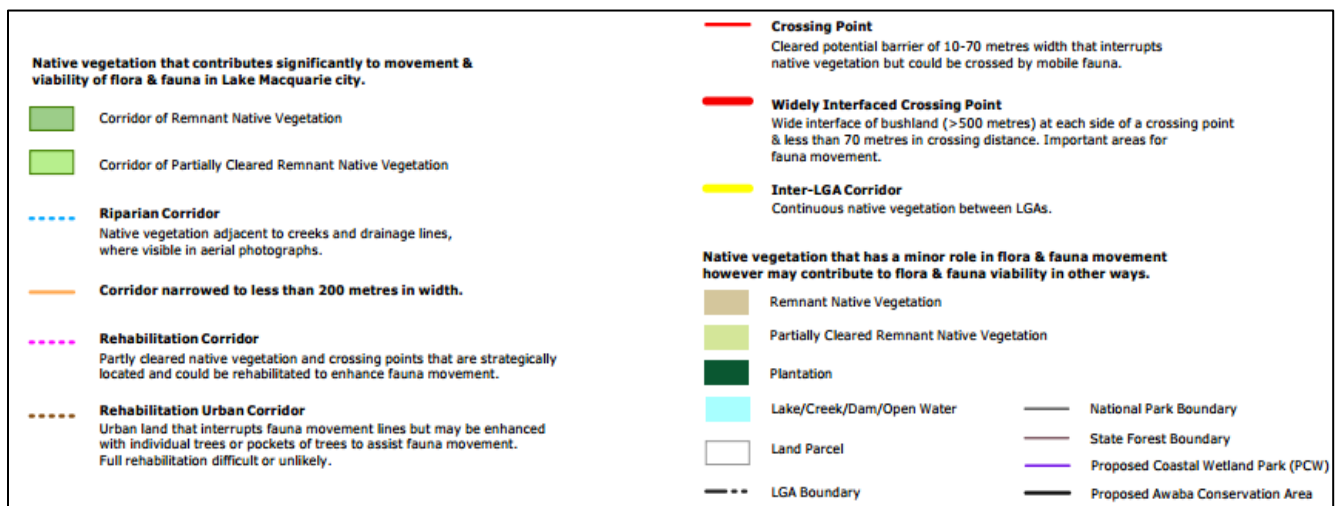 Native vegetation that contributes significantly to movement &
viability of flora & fauna in Lake Macquarie city.
Corridor of Remnant Native Vegetation
Corridor of Partially Cleared Remnant Native Vegetation
Riparian Corridor
Native vegetation adjacent to creeks and drainage lines,
where visible in aerial photographs.
Corridor narrowed to less than 200 metres in width.
Rehabilitation Corridor
Partly cleared native vegetation and crossing points that are strategically
located and could be rehabilitated to enhance fauna movement.
Rehabilitation Urban Corridor
Urban land that interrupts fauna movement lines but may be enhanced
with individual trees or pockets of trees to assist fauna movement.
Full rehabilitation difficult or unlikely.
Crossing Point
Cleared potential barrier of 10-70 metres width that interrupts
native vegetation but could be crossed by mobile fauna.
Widely Interfaced Crossing Point
Wide interface of bushland (>500 metres) at each side of a crossing point
& less than 70 metres in crossing distance. Important areas for
fauna movement.
Inter-LGA Corridor
Continuous native vegetation between LGAs.
Native vegetation that has a minor role in flora & fauna movement
however may contribute to flora & fauna viability in other ways.
Remnant Native Vegetation
Partially Cleared Remnant Native Vegetation
Plantation
Lake/Creek/Dam/Open Water
Land Parcel
LGA Boundary
National Park Boundary
State Forest Boundary
Proposed Coastal Wetland Park (PCW)
Proposed Awaba Conservation Area